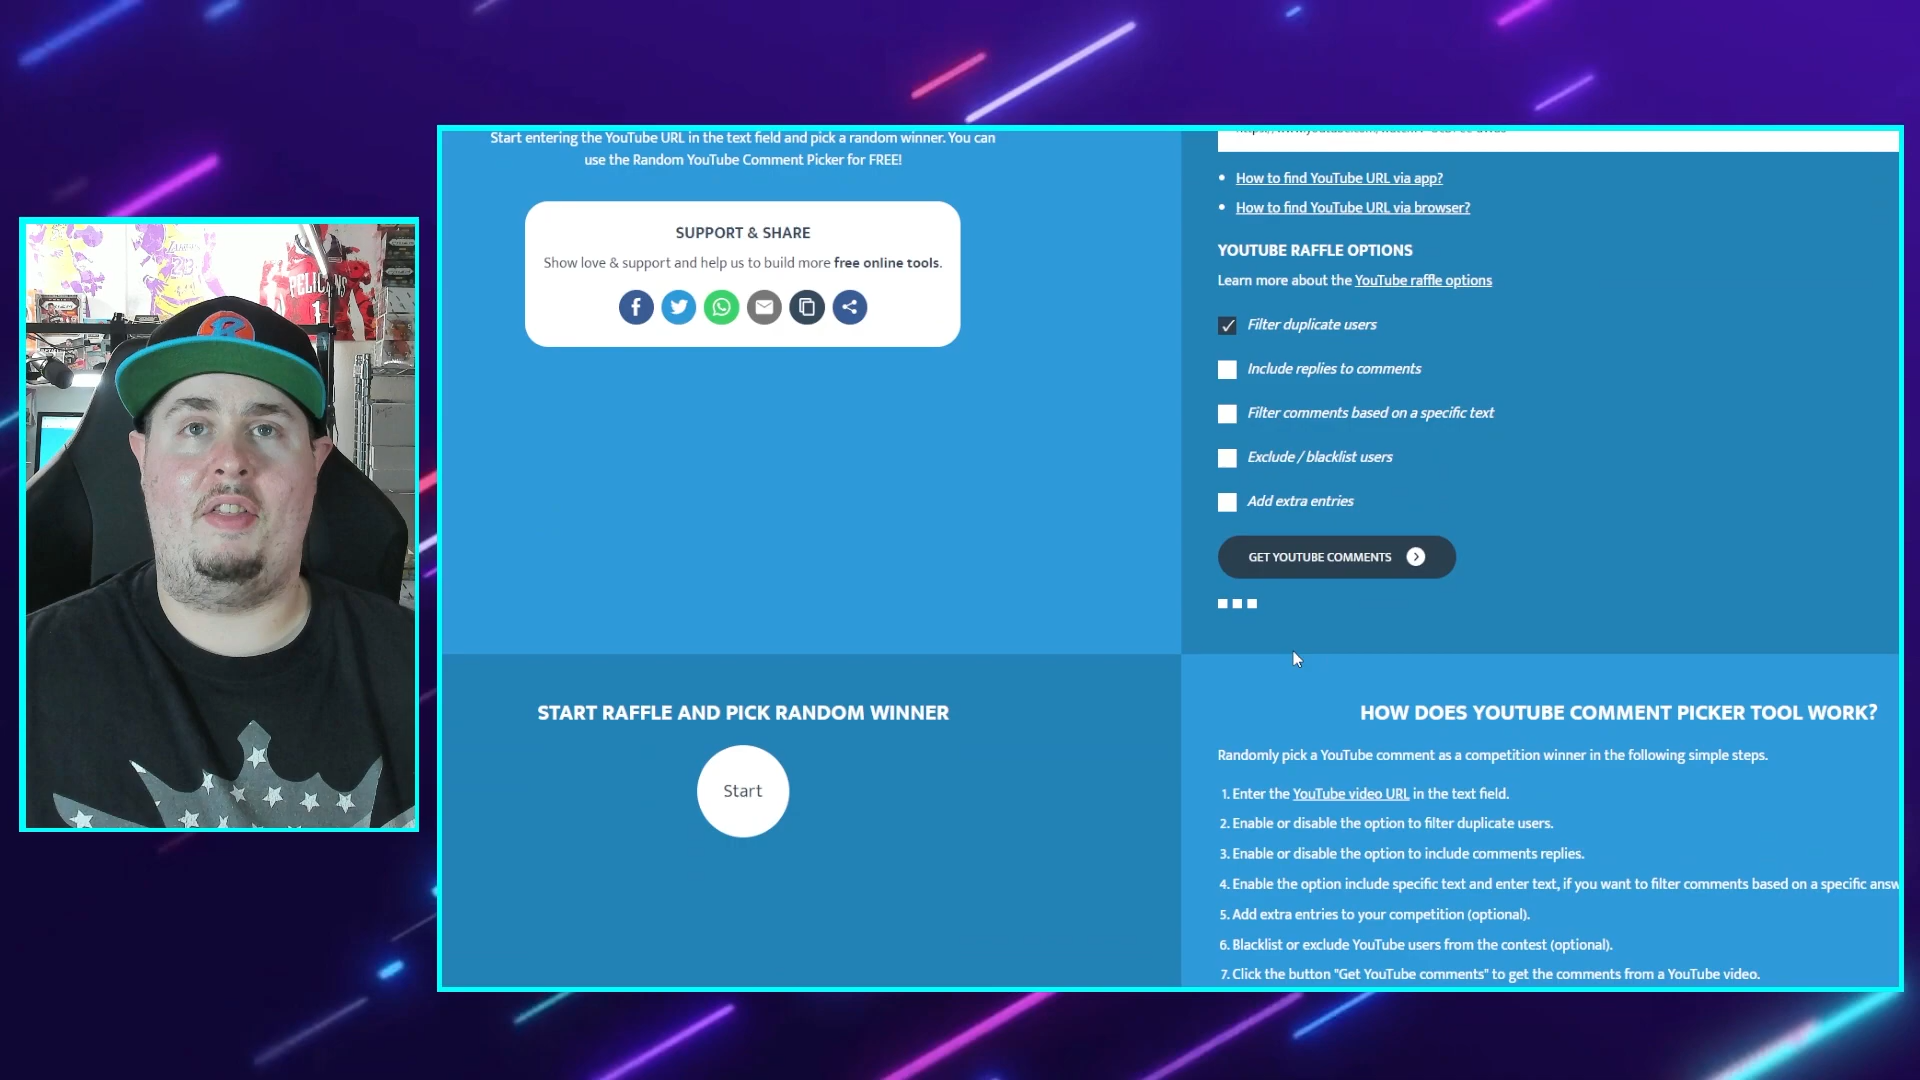 Start entering the YouTube URL in the text field and pick a random winner. You can
use the Random YouTube Comment Picker for FREE!
SUPPORT & SHARE
Show love & support and help us to build more free online tools.
How to find YouTube URL via app?
How to find YouTube URL via browser?
YOUTUBE RAFFLE OPTIONS
Learn more about the YouTube raffle options
Filter duplicate users
Include replies to comments
Filter comments based on a specific text
Exclude / blacklist users
Add extra entries
GET YOUTUBE COMMENTS
START RAFFLE AND PICK RANDOM WINNER
Start
HOW DOES YOUTUBE COMMENT PICKER TOOL WORK?
Randomly pick a YouTube comment as a competition winner in the following simple steps.
1. Enter the YouTube video URL in the text field.
2. Enable or disable the option to filter duplicate users.
3. Enable or disable the option to include comments replies.
4. Enable the option include specific text and enter text, if you want to filter comments based on a specific answ
5. Add extra entries to your competition (optional).
6. Blacklist or exclude YouTube users from the contest (optional).
7. Click the button "Get YouTube comments" to get the comments from a YouTube video.